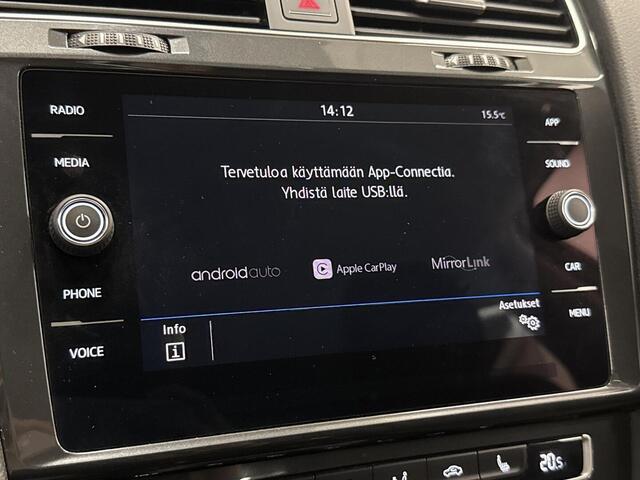 RADIO
MEDIA
PHONE
VOICE
14:12
15.5°C
Tervetuloa käyttämään App-Connectia.
Yhdistä laite USB:llä.
androidauto
Apple CarPlay
MirrorLink
Info
Asetukset
APP
SOUND
CAR
MENU
20.5